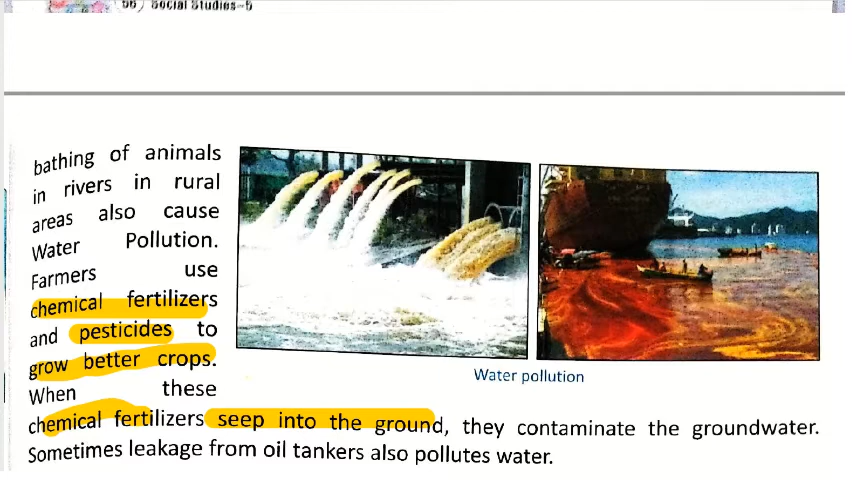 56 Social Studies-5
bathing of animals
in rivers in rural
areas also cause
Water Pollution.
Farmers use
chemical fertilizers
and pesticides to
grow better crops.
When these
chemical fertilizers seep into the ground, they contaminate the groundwater.
Sometimes leakage from oil tankers also pollutes water.
Water pollution